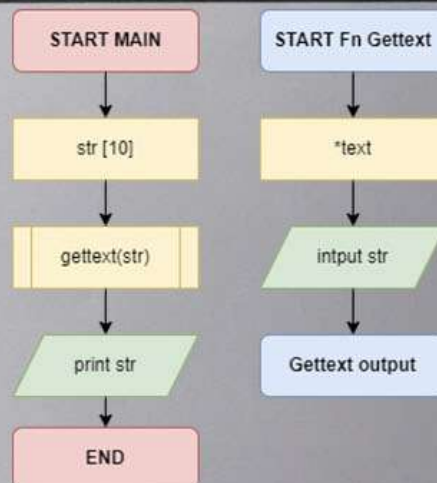 START MAIN
str [10]
gettext(str)
print str
END
START Fn Gettext
*text
intput str
Gettext output